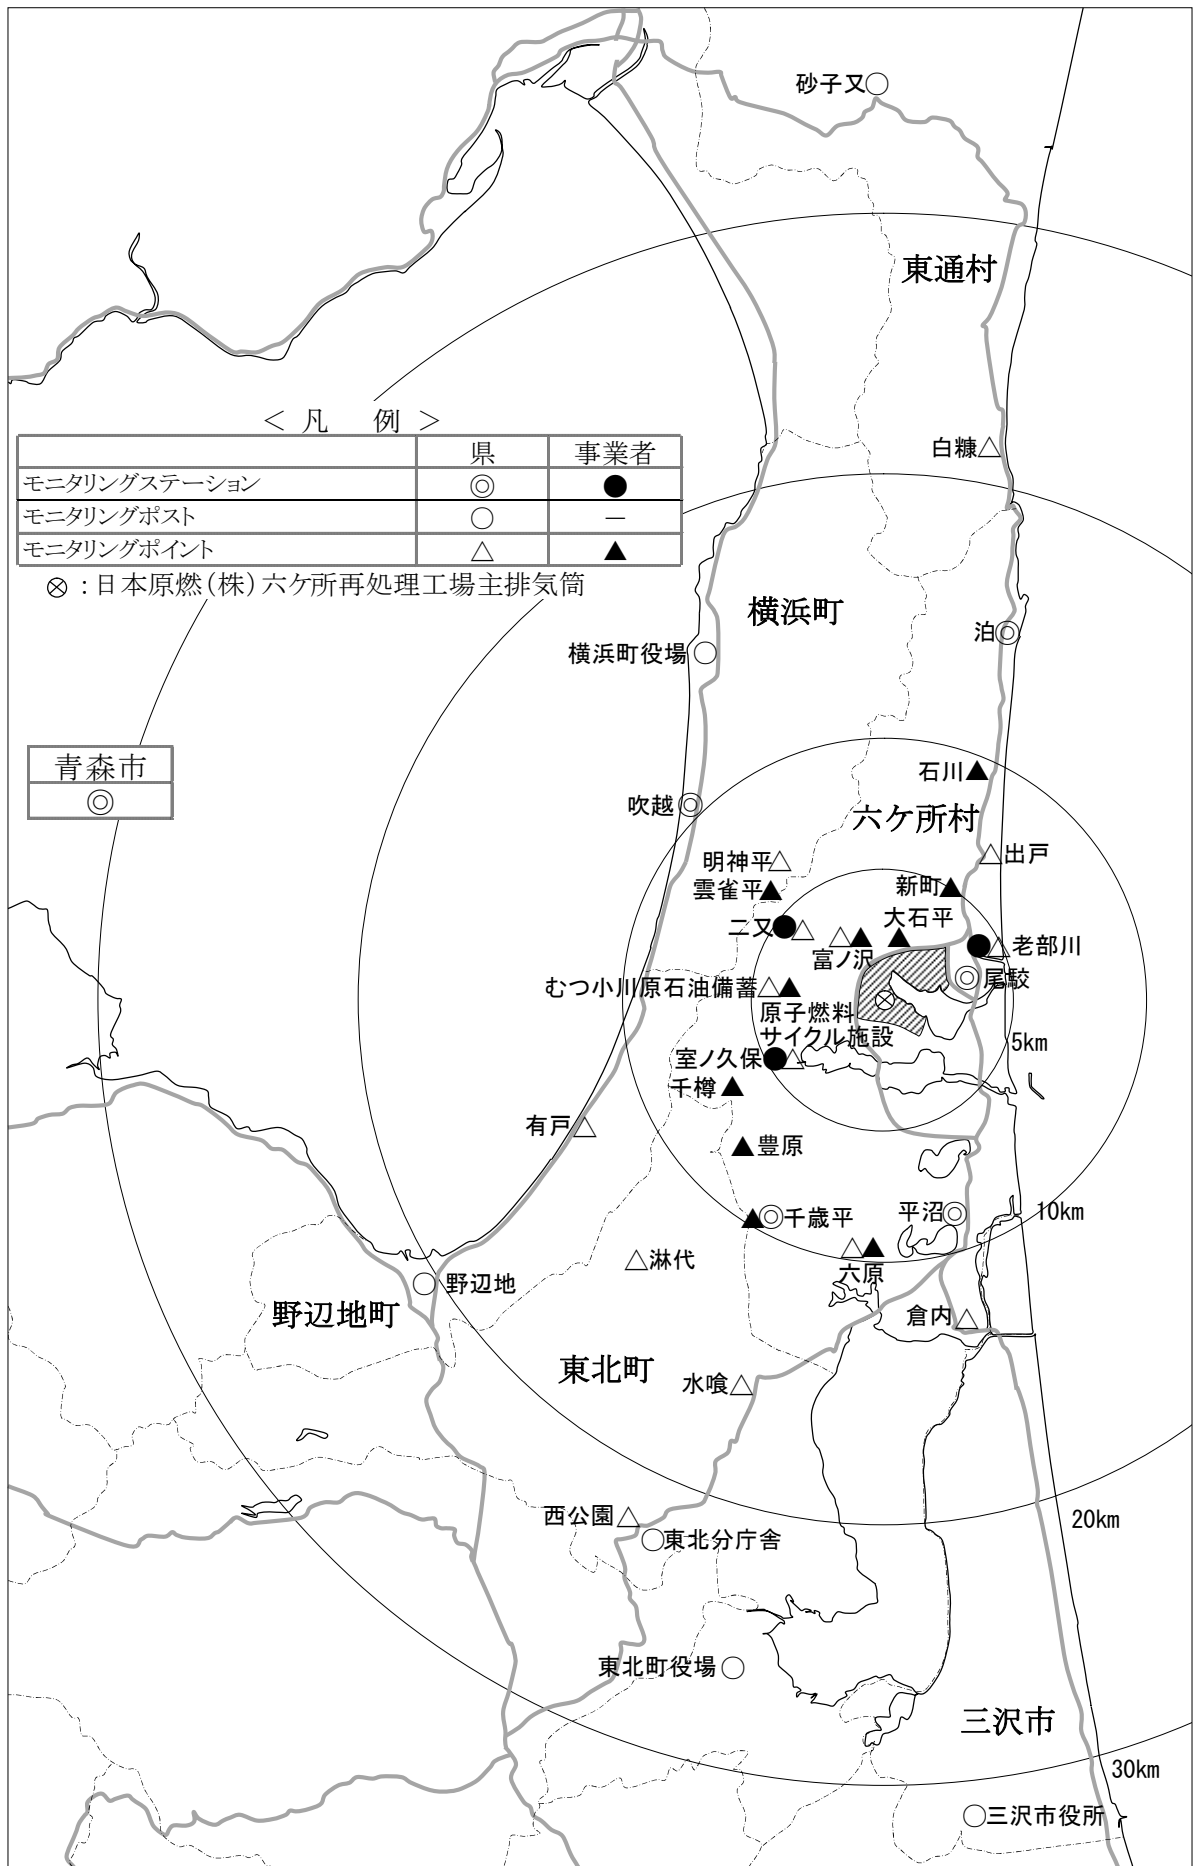 砂子又
東通村
＜ 凡　例 ＞
県 事業者
白糠
モニタリングステーション ◎ ●
モニタリングポスト ○ －
モニタリングポイント △ ▲
⊗ ：日本原燃(株)六ケ所再処理工場主排気筒
横浜町
泊
横浜町役場
青森市
◎
石川
吹越
六ケ所村
明神平
出戸
雲雀平
新町
大石平
二又
富ノ沢
老部川
尾駮
むつ小川原石油備蓄
原子燃料
サイクル施設
5km
室ノ久保
千樽
有戸
豊原
千歳平
平沼
10km
淋代
六原
野辺地
野辺地町
倉内
東北町
水喰
西公園
20km
東北分庁舎
東北町役場
三沢市
30km
三沢市役所